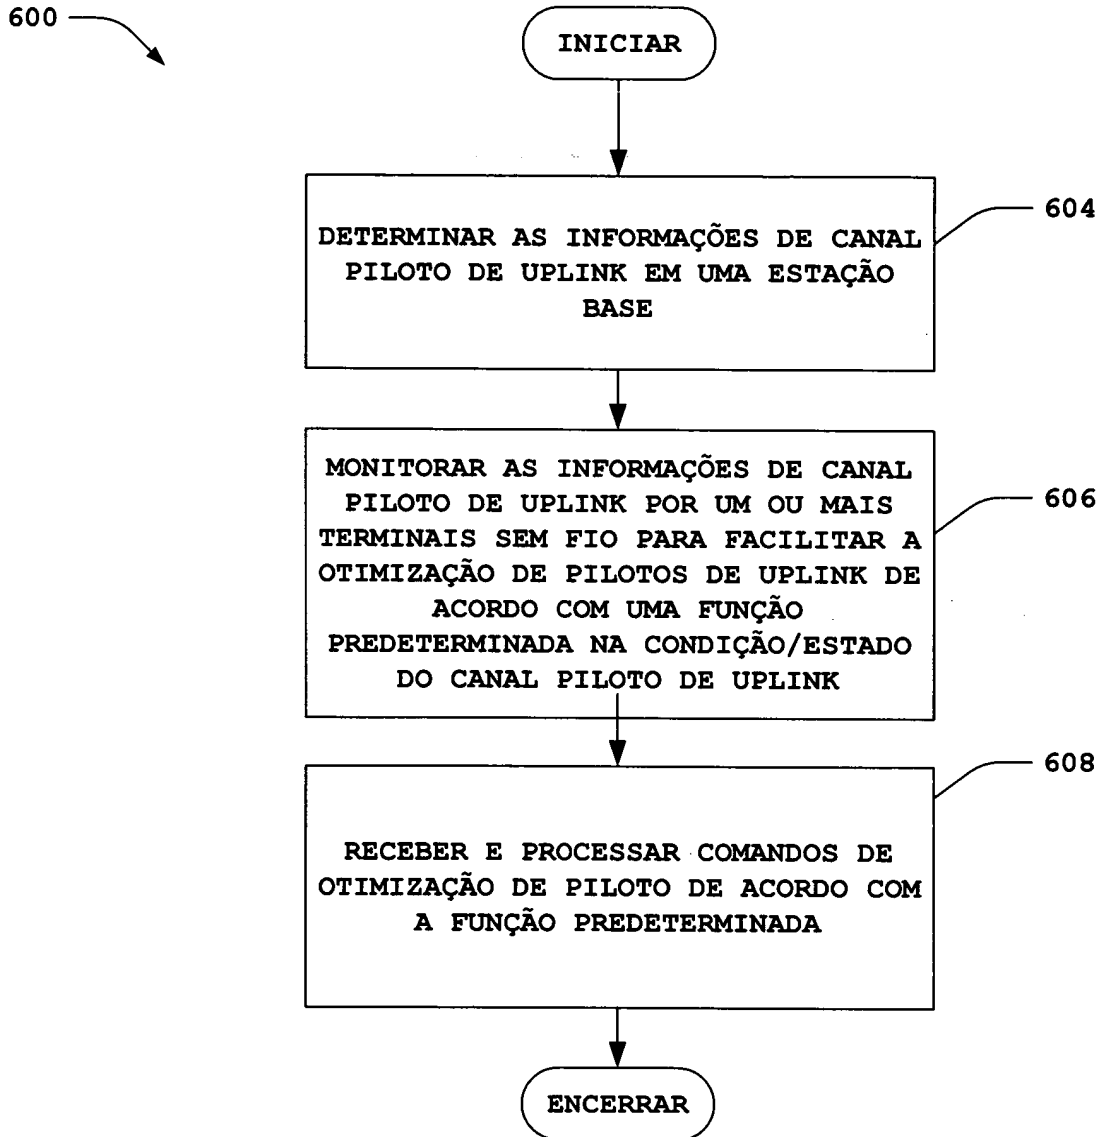 600
INICIAR
DETERMINAR AS INFORMAÇÕES DE CANAL
PILOTO DE UPLINK EM UMA ESTAÇÃO
BASE
604
MONITORAR AS INFORMAÇÕES DE CANAL
PILOTO DE UPLINK POR UM OU MAIS
TERMINAIS SEM FIO PARA FACILITAR A
OTIMIZAÇÃO DE PILOTOS DE UPLINK DE
ACORDO COM UMA FUNÇÃO
PREDETERMINADA NA CONDIÇÃO/ESTADO
DO CANAL PILOTO DE UPLINK
606
RECEBER E PROCESSAR COMANDOS DE
OTIMIZAÇÃO DE PILOTO DE ACORDO COM
A FUNÇÃO PREDETERMINADA
608
ENCERRAR